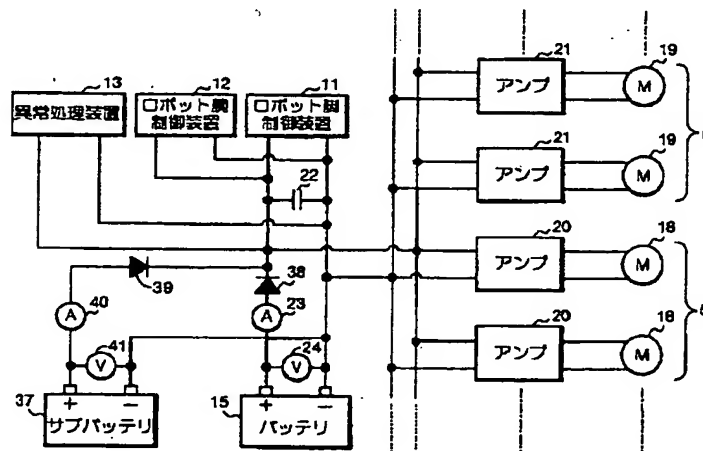 13
異常処理装置
12
ロボット腕
制御装置
11
ロボット脚
制御装置
22
39
38
40
A
23
A
41
V
24
V
37
+ −
サブバッテリ
15
+ −
バッテリ
21
アンプ
19
M
21
アンプ
19
M
20
アンプ
18
M
20
アンプ
18
M